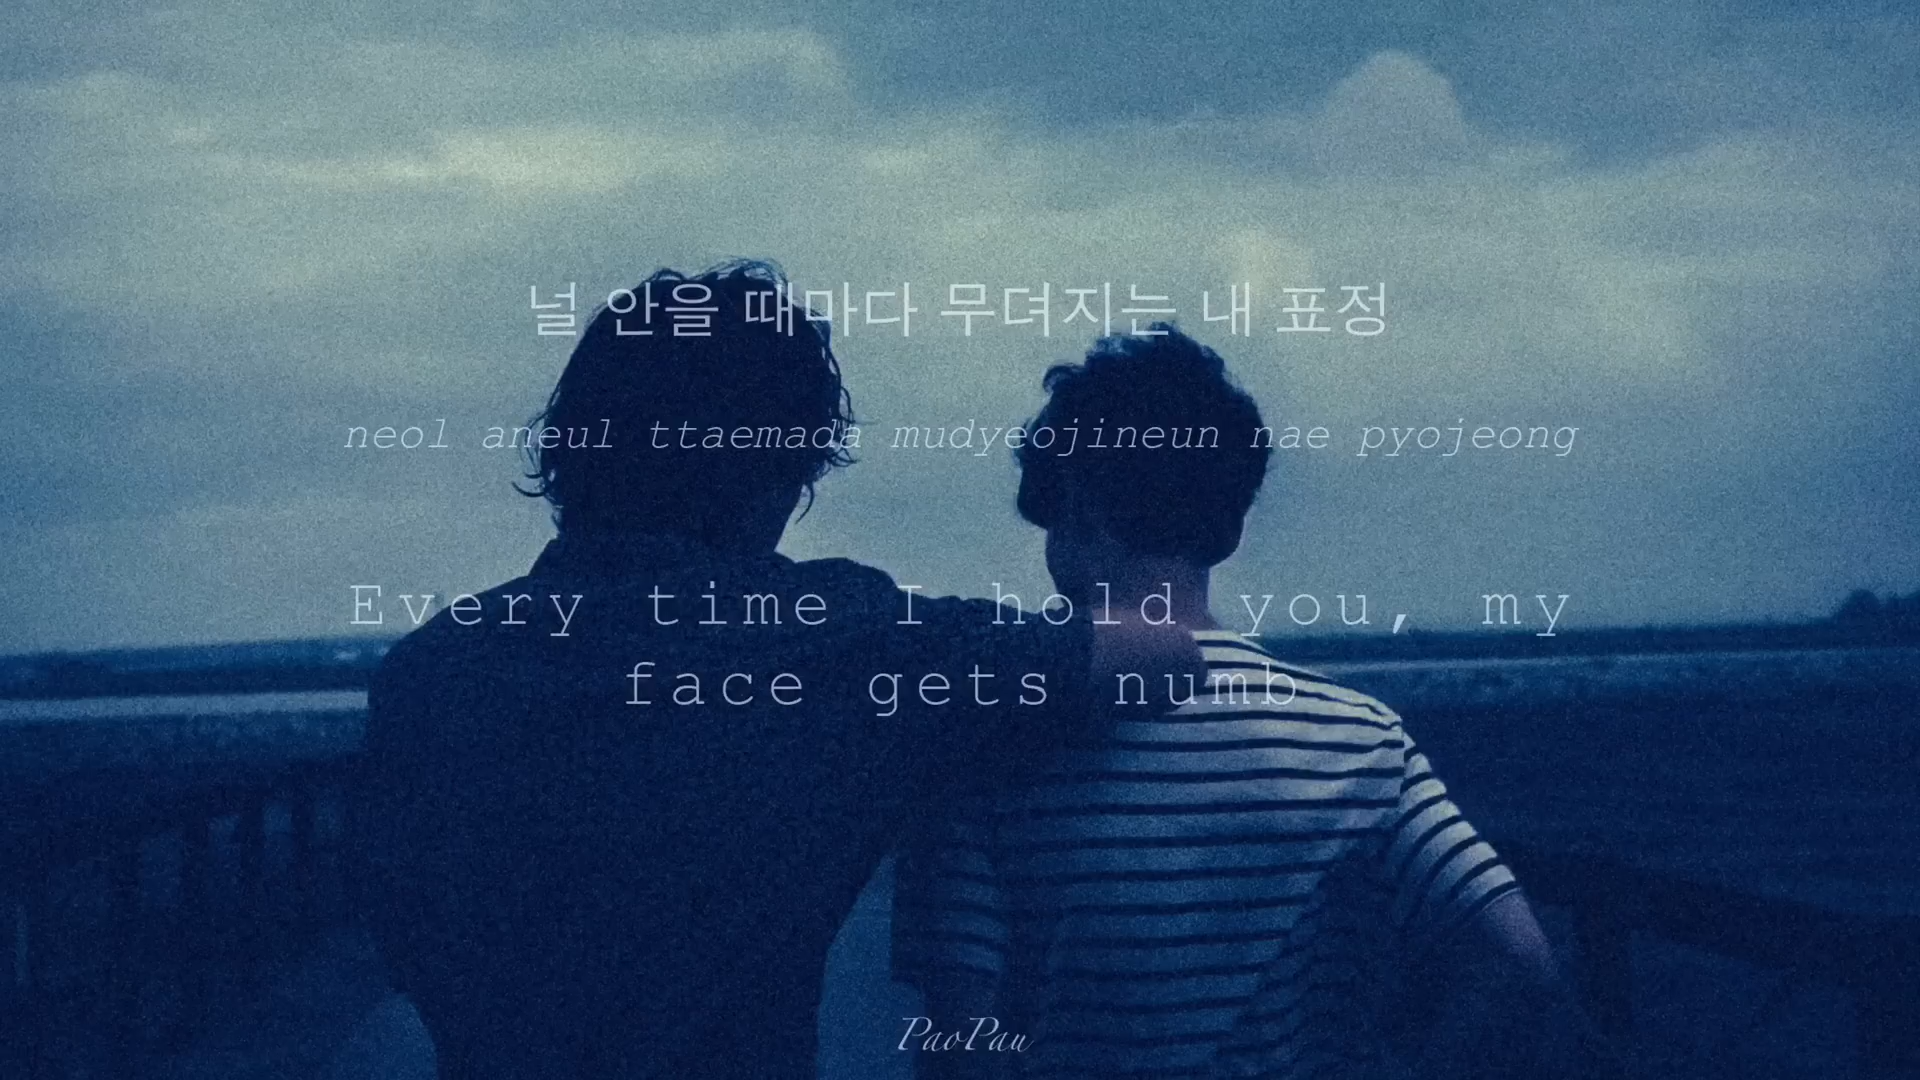 널 안을 때마다 무뎌지는 내 표정
neol aneul ttaemada mudyeojineun nae pyojeong
Every time I hold you, my
face gets numb
PaoPau